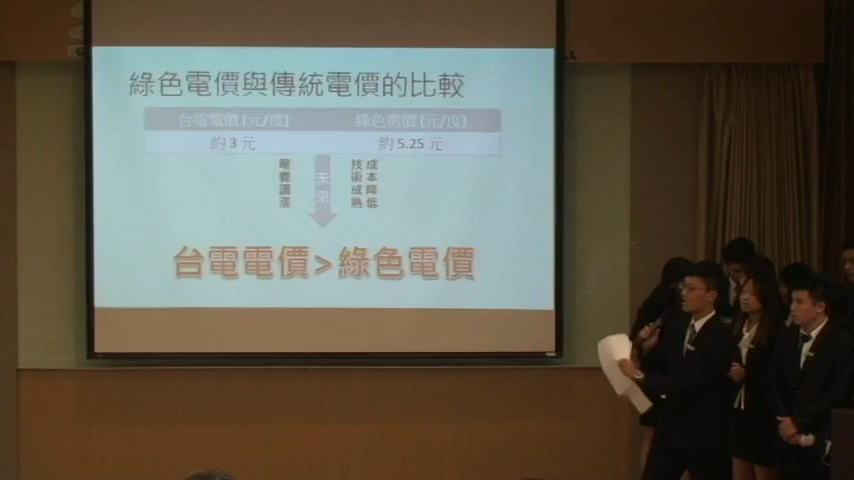 綠色電價與傳統電價的比較
台電電價(元/度) 綠色電價(元/度)
約3元 約5.25元
電費調漲
未來
技術成熟
成本降低
台電電價>綠色電價